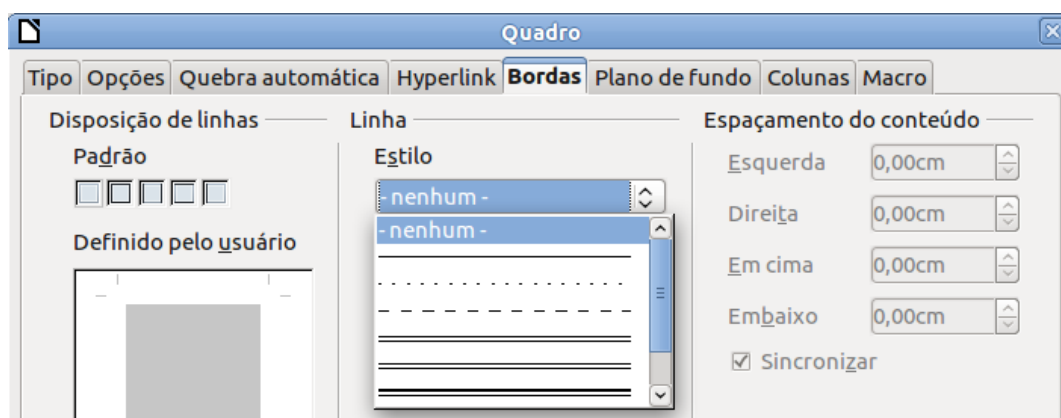 Quadro
Tipo Opções Quebra automática Hyperlink Bordas Plano de fundo Colunas Macro
Disposição de linhas
Padrão
Definido pelo usuário
Linha
Estilo
- nenhum -
- nenhum -
Espaçamento do conteúdo
Esquerda 0,00cm
Direita 0,00cm
Em cima 0,00cm
Embaixo 0,00cm
Sincronizar